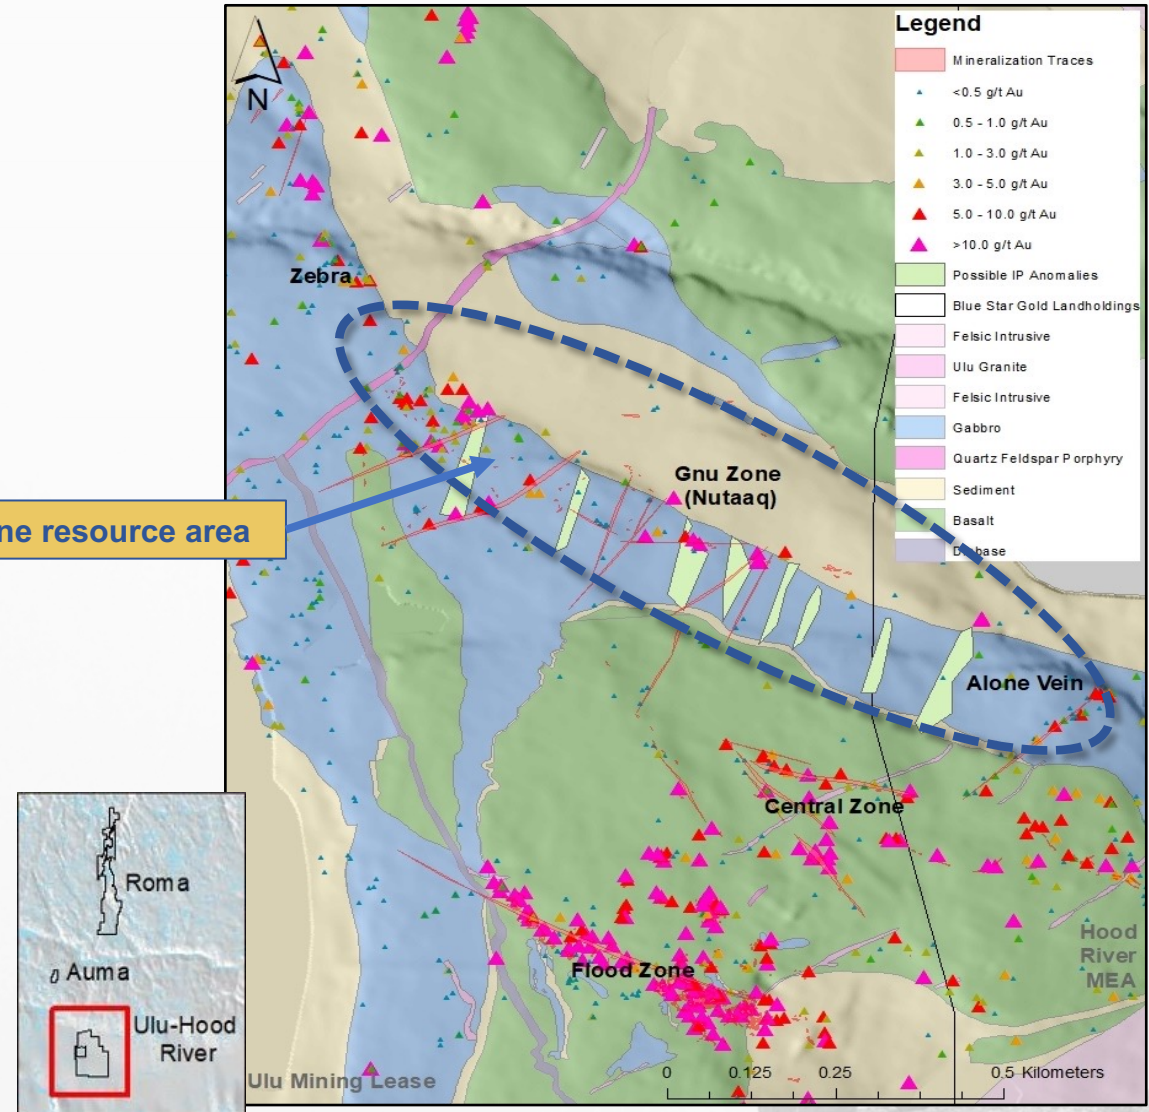 Legend
Mineralization Traces
<0.5 g/t Au
0.5 - 1.0 g/t Au
1.0 - 3.0 g/t Au
3.0 - 5.0 g/t Au
5.0 - 10.0 g/t Au
>10.0 g/t Au
Possible IP Anomalies
Blue Star Gold Landholdings
Felsic Intrusive
Ulu Granite
Felsic Intrusive
Gabbro
Quartz Feldspar Porphyry
Sediment
Basalt
N
Zebra
Gnu Zone
(Nutaaq)
resource area
Alone Vein
Central Zone
Flood Zone
Hood
River
MEA
Ulu Mining Lease
0 0.125 0.25 0.5 Kilometers
Roma
Auma
Ulu-Hood
River